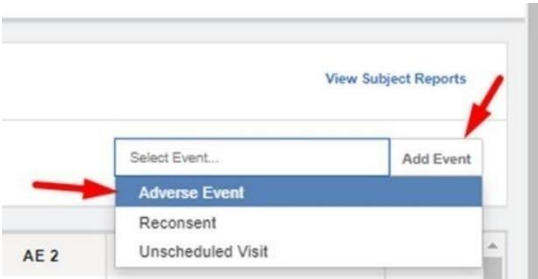 View Subject Reports
Select Event... Add Event
Adverse Event
Reconsent
Unscheduled Visit
AE 2